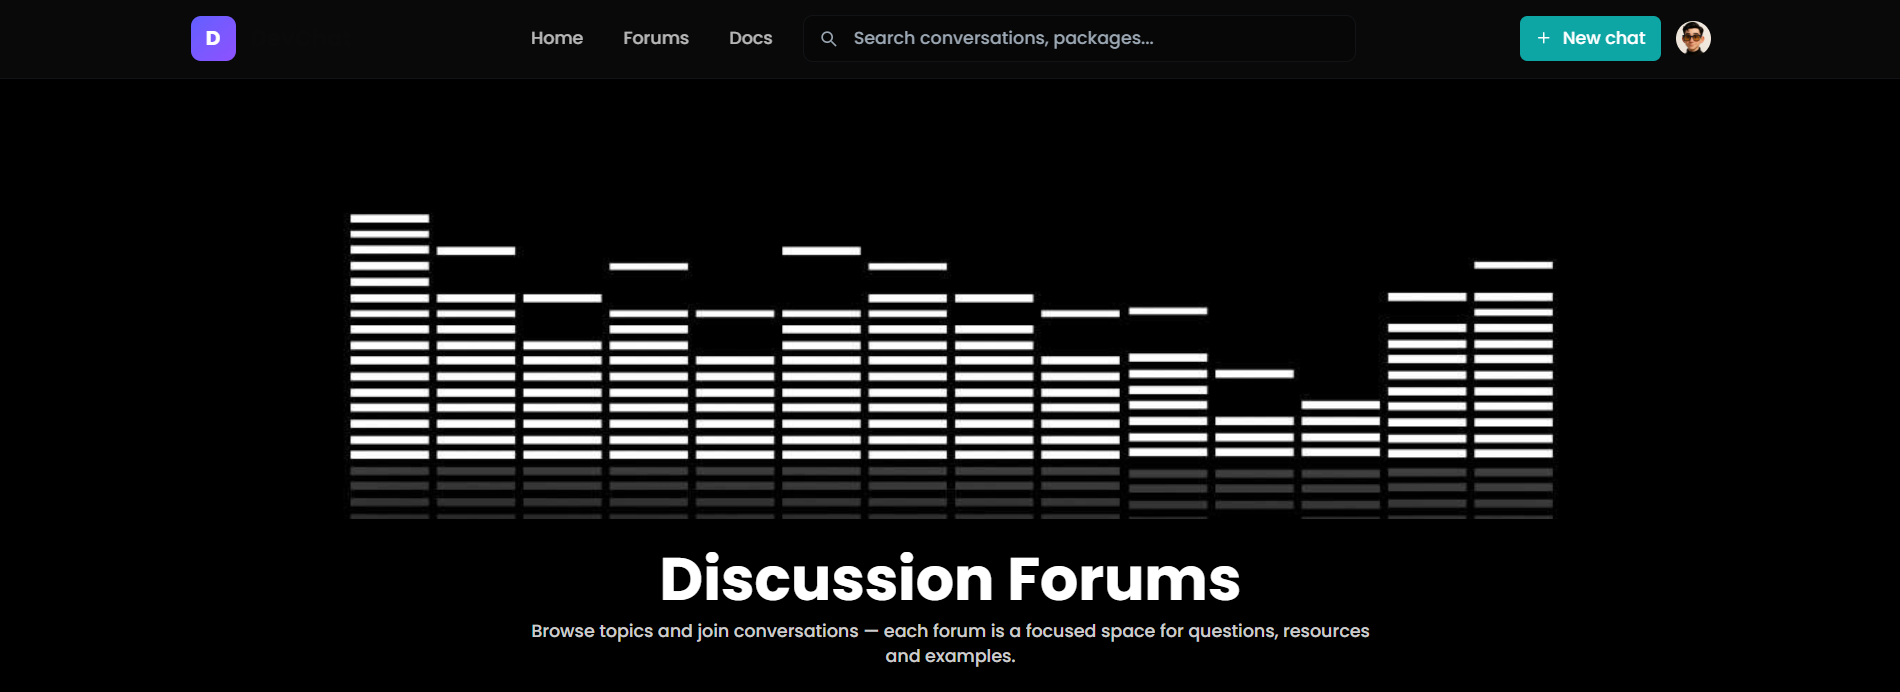 D
Home
Forums
Docs
Search conversations, packages...
+ New chat
Discussion Forums
Browse topics and join conversations — each forum is a focused space for questions, resources
and examples.